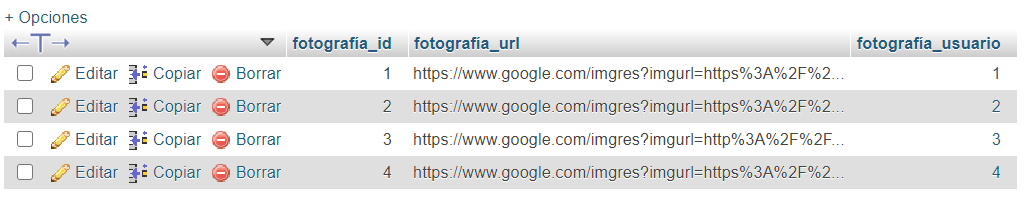 + Opciones
fotografía_id fotografía_url fotografía_usuario
Editar Copiar Borrar 1 https://www.google.com/imgres?imgurl=https%3A%2F%2... 1
Editar Copiar Borrar 2 https://www.google.com/imgres?imgurl=https%3A%2F%2... 2
Editar Copiar Borrar 3 https://www.google.com/imgres?imgurl=http%3A%2F%2F... 3
Editar Copiar Borrar 4 https://www.google.com/imgres?imgurl=https%3A%2F%2... 4